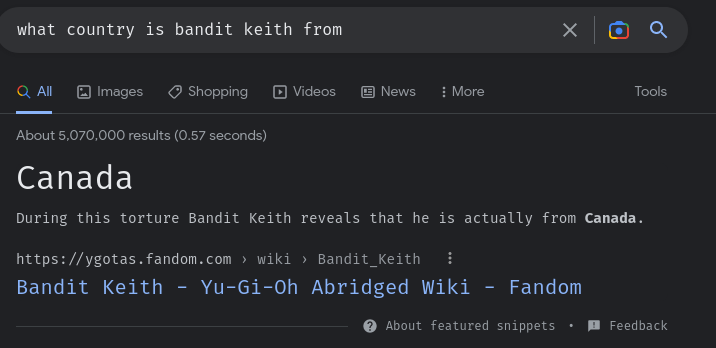 what country is bandit keith from
All Images Shopping Videos News More Tools
About 5,070,000 results (0.57 seconds)
Canada
During this torture Bandit Keith reveals that he is actually from Canada.
https://ygotas.fandom.com › wiki › Bandit_Keith
Bandit Keith - Yu-Gi-Oh Abridged Wiki - Fandom
About featured snippets • Feedback